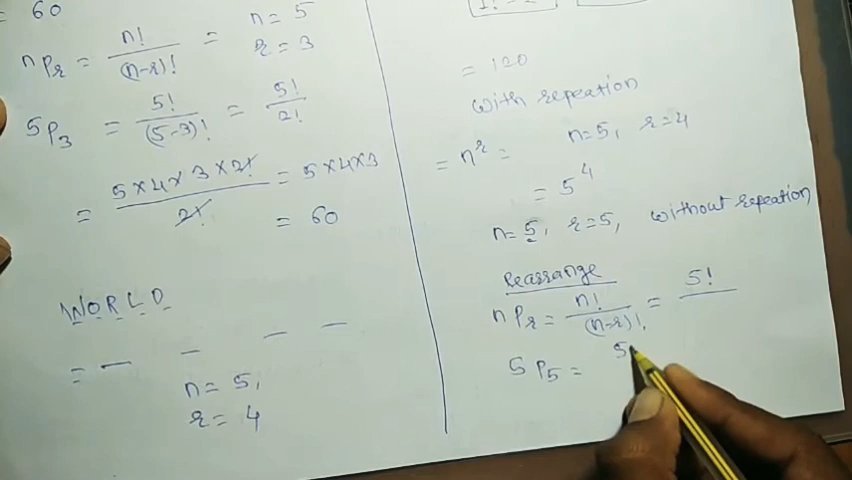 = 60
nPr = n!/(n-r)! = n = 5
r = 3
5P3 = 5!/(5-3)! = 5!/2!
= 5×4×3×2!/2! = 5×4×3
= 60
WORLD
=
n = 5,
r = 4
= 120
With repeation
= n^r = n=5, r=4
= 5^4
n=5, r=5, without repeation
Rearrange
nPr = n!/(n-r)! = 5!
5P5 = 5